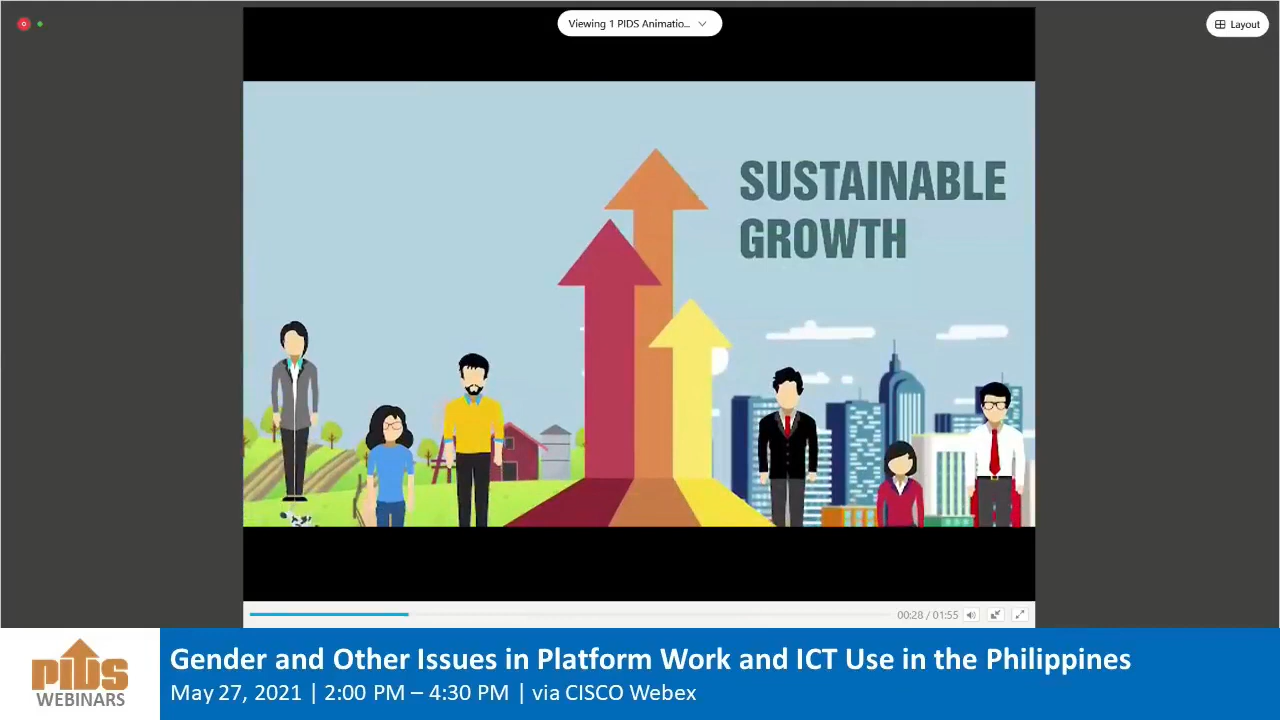 Viewing 1 PIDS Animatio...
Layout
SUSTAINABLE
GROWTH
00:28 / 01:55
PIDS
WEBINARS
Gender and Other Issues in Platform Work and ICT Use in the Philippines
May 27, 2021 | 2:00 PM – 4:30 PM | via CISCO Webex